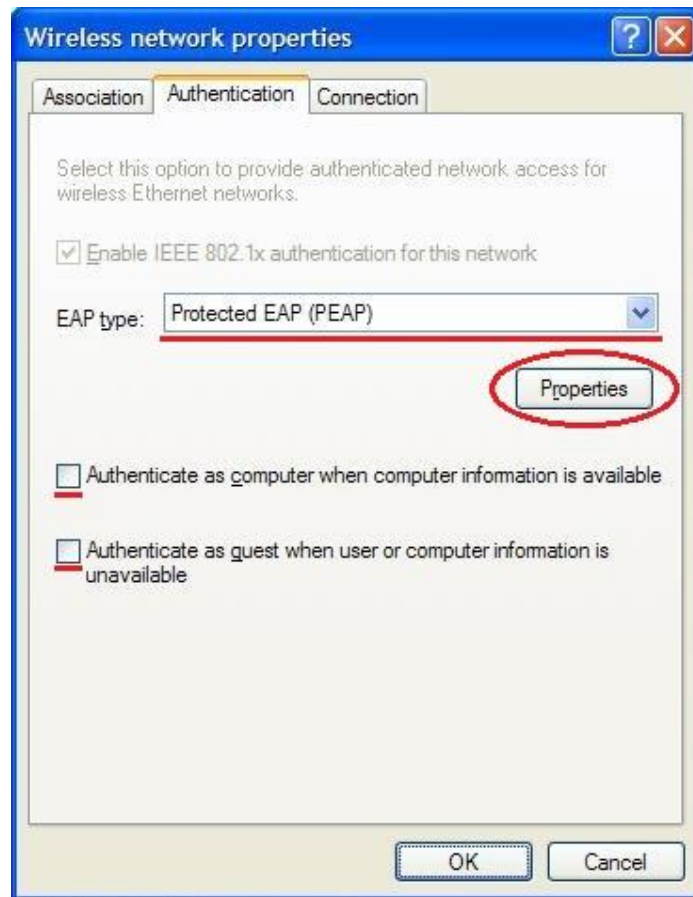 Wireless network properties
Association Authentication Connection
Select this option to provide authenticated network access for
wireless Ethernet networks.
Enable IEEE 802.1x authentication for this network
EAP type: Protected EAP (PEAP)
Properties
Authenticate as computer when computer information is available
Authenticate as guest when user or computer information is
unavailable
OK Cancel